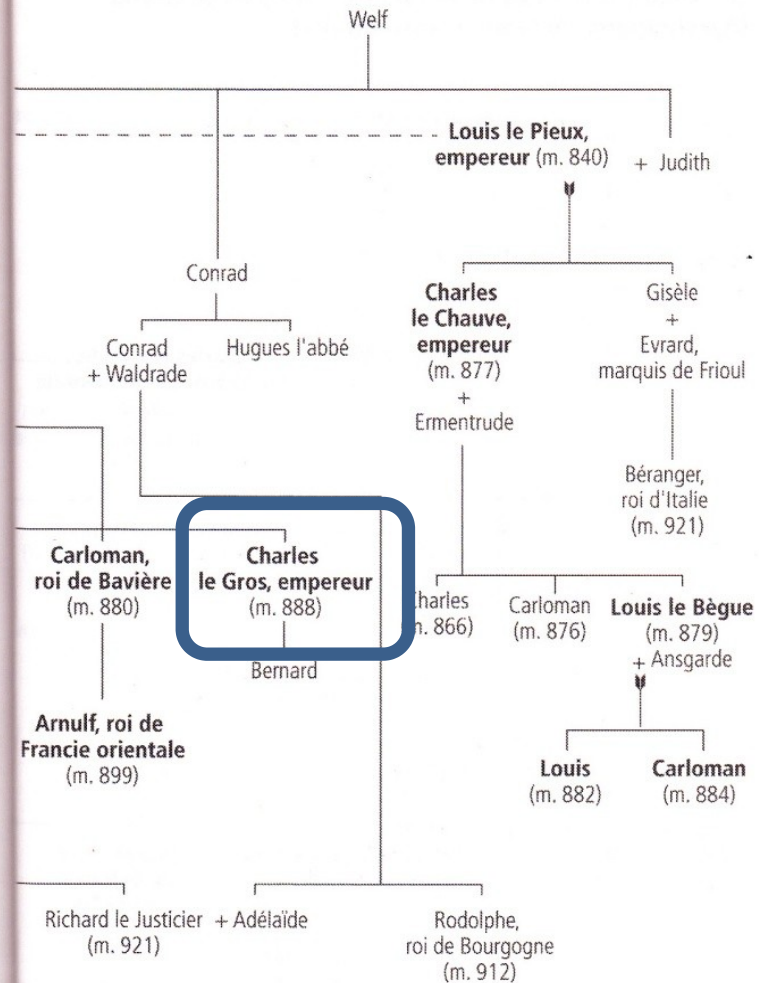 Welf
Louis le Pieux,
empereur (m. 840)
+ Judith
Conrad
Charles
le Chauve,
empereur
(m. 877)
+
Ermentrude
Gisèle
+
Evrard,
marquis de Frioul
Conrad
+ Waldrade
Hugues l'abbé
Béranger,
roi d'Italie
(m. 921)
Carloman,
roi de Bavière
(m. 880)
Charles
le Gros, empereur
(m. 888)
Bernard
harles
. 866)
Carloman
(m. 876)
Louis le Bègue
(m. 879)
+ Ansgarde
Arnulf, roi de
Francie orientale
(m. 899)
Louis
(m. 882)
Carloman
(m. 884)
Richard le Justicier
(m. 921)
+ Adélaïde
Rodolphe,
roi de Bourgogne
(m. 912)